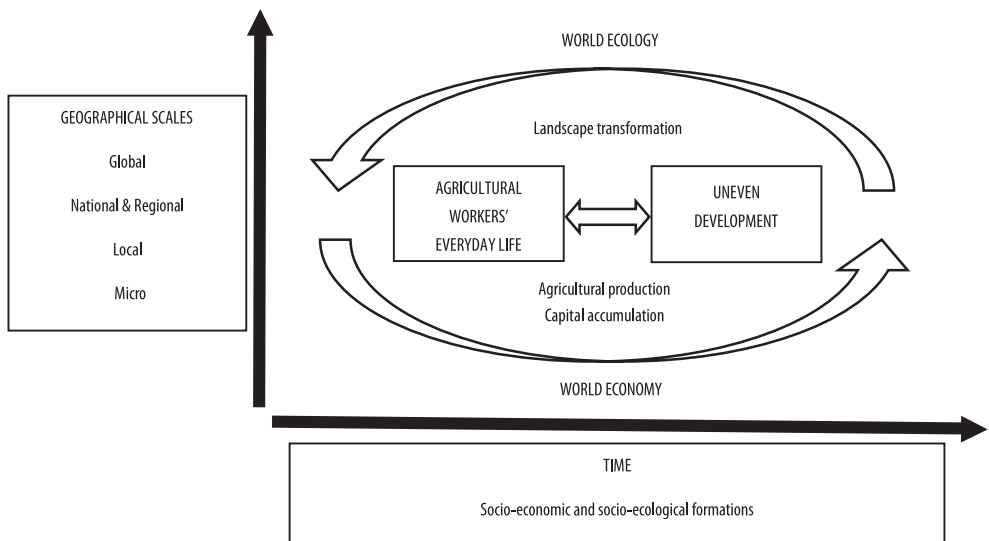 WORLD ECOLOGY
GEOGRAPHICAL SCALES
Global
National & Regional
Local
Micro
Landscape transformation
AGRICULTURAL
WORKERS’
EVERYDAY LIFE
UNEVEN
DEVELOPMENT
Agricultural production
Capital accumulation
WORLD ECONOMY
TIME
Socio-economic and socio-ecological formations